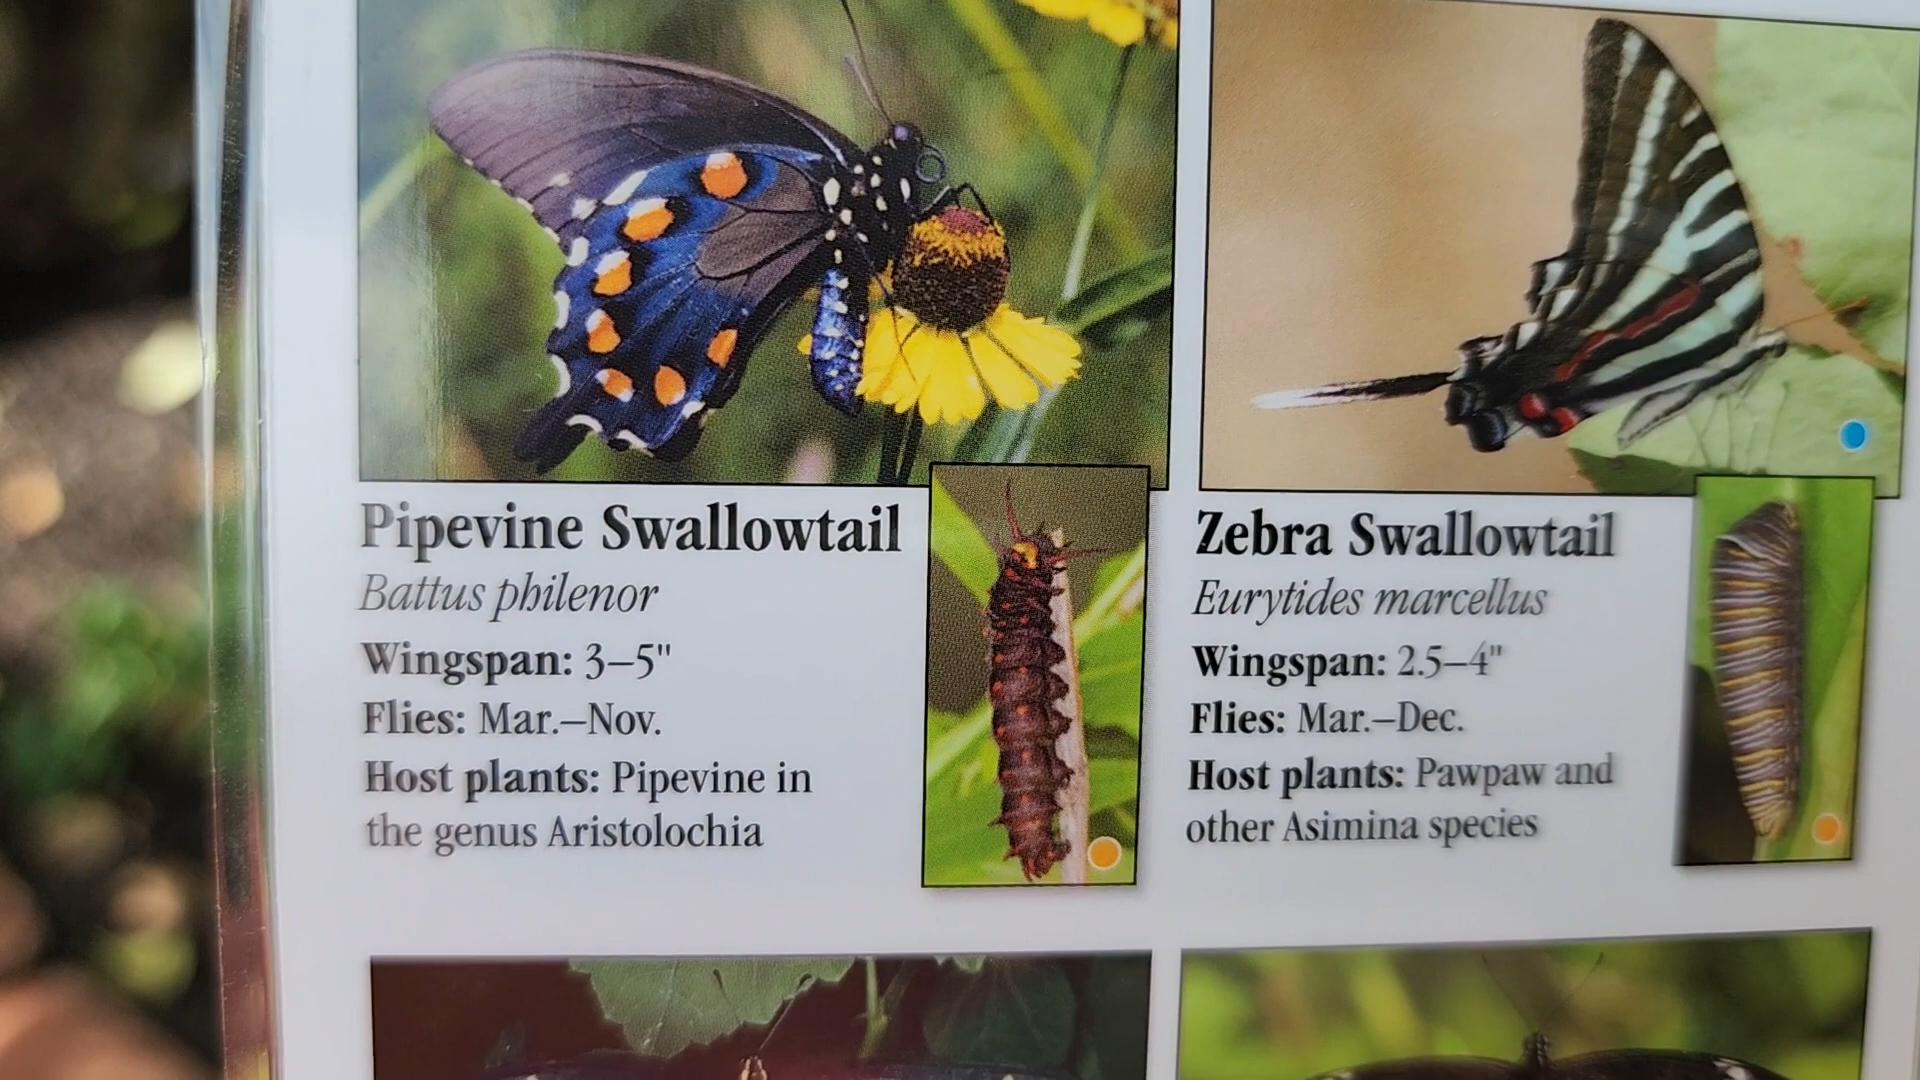 Pipevine Swallowtail
Battus philenor
Wingspan: 3–5"
Flies: Mar.–Nov.
Host plants: Pipevine in
the genus Aristolochia
Zebra Swallowtail
Eurytides marcellus
Wingspan: 2.5–4"
Flies: Mar.–Dec.
Host plants: Pawpaw and
other Asimina species